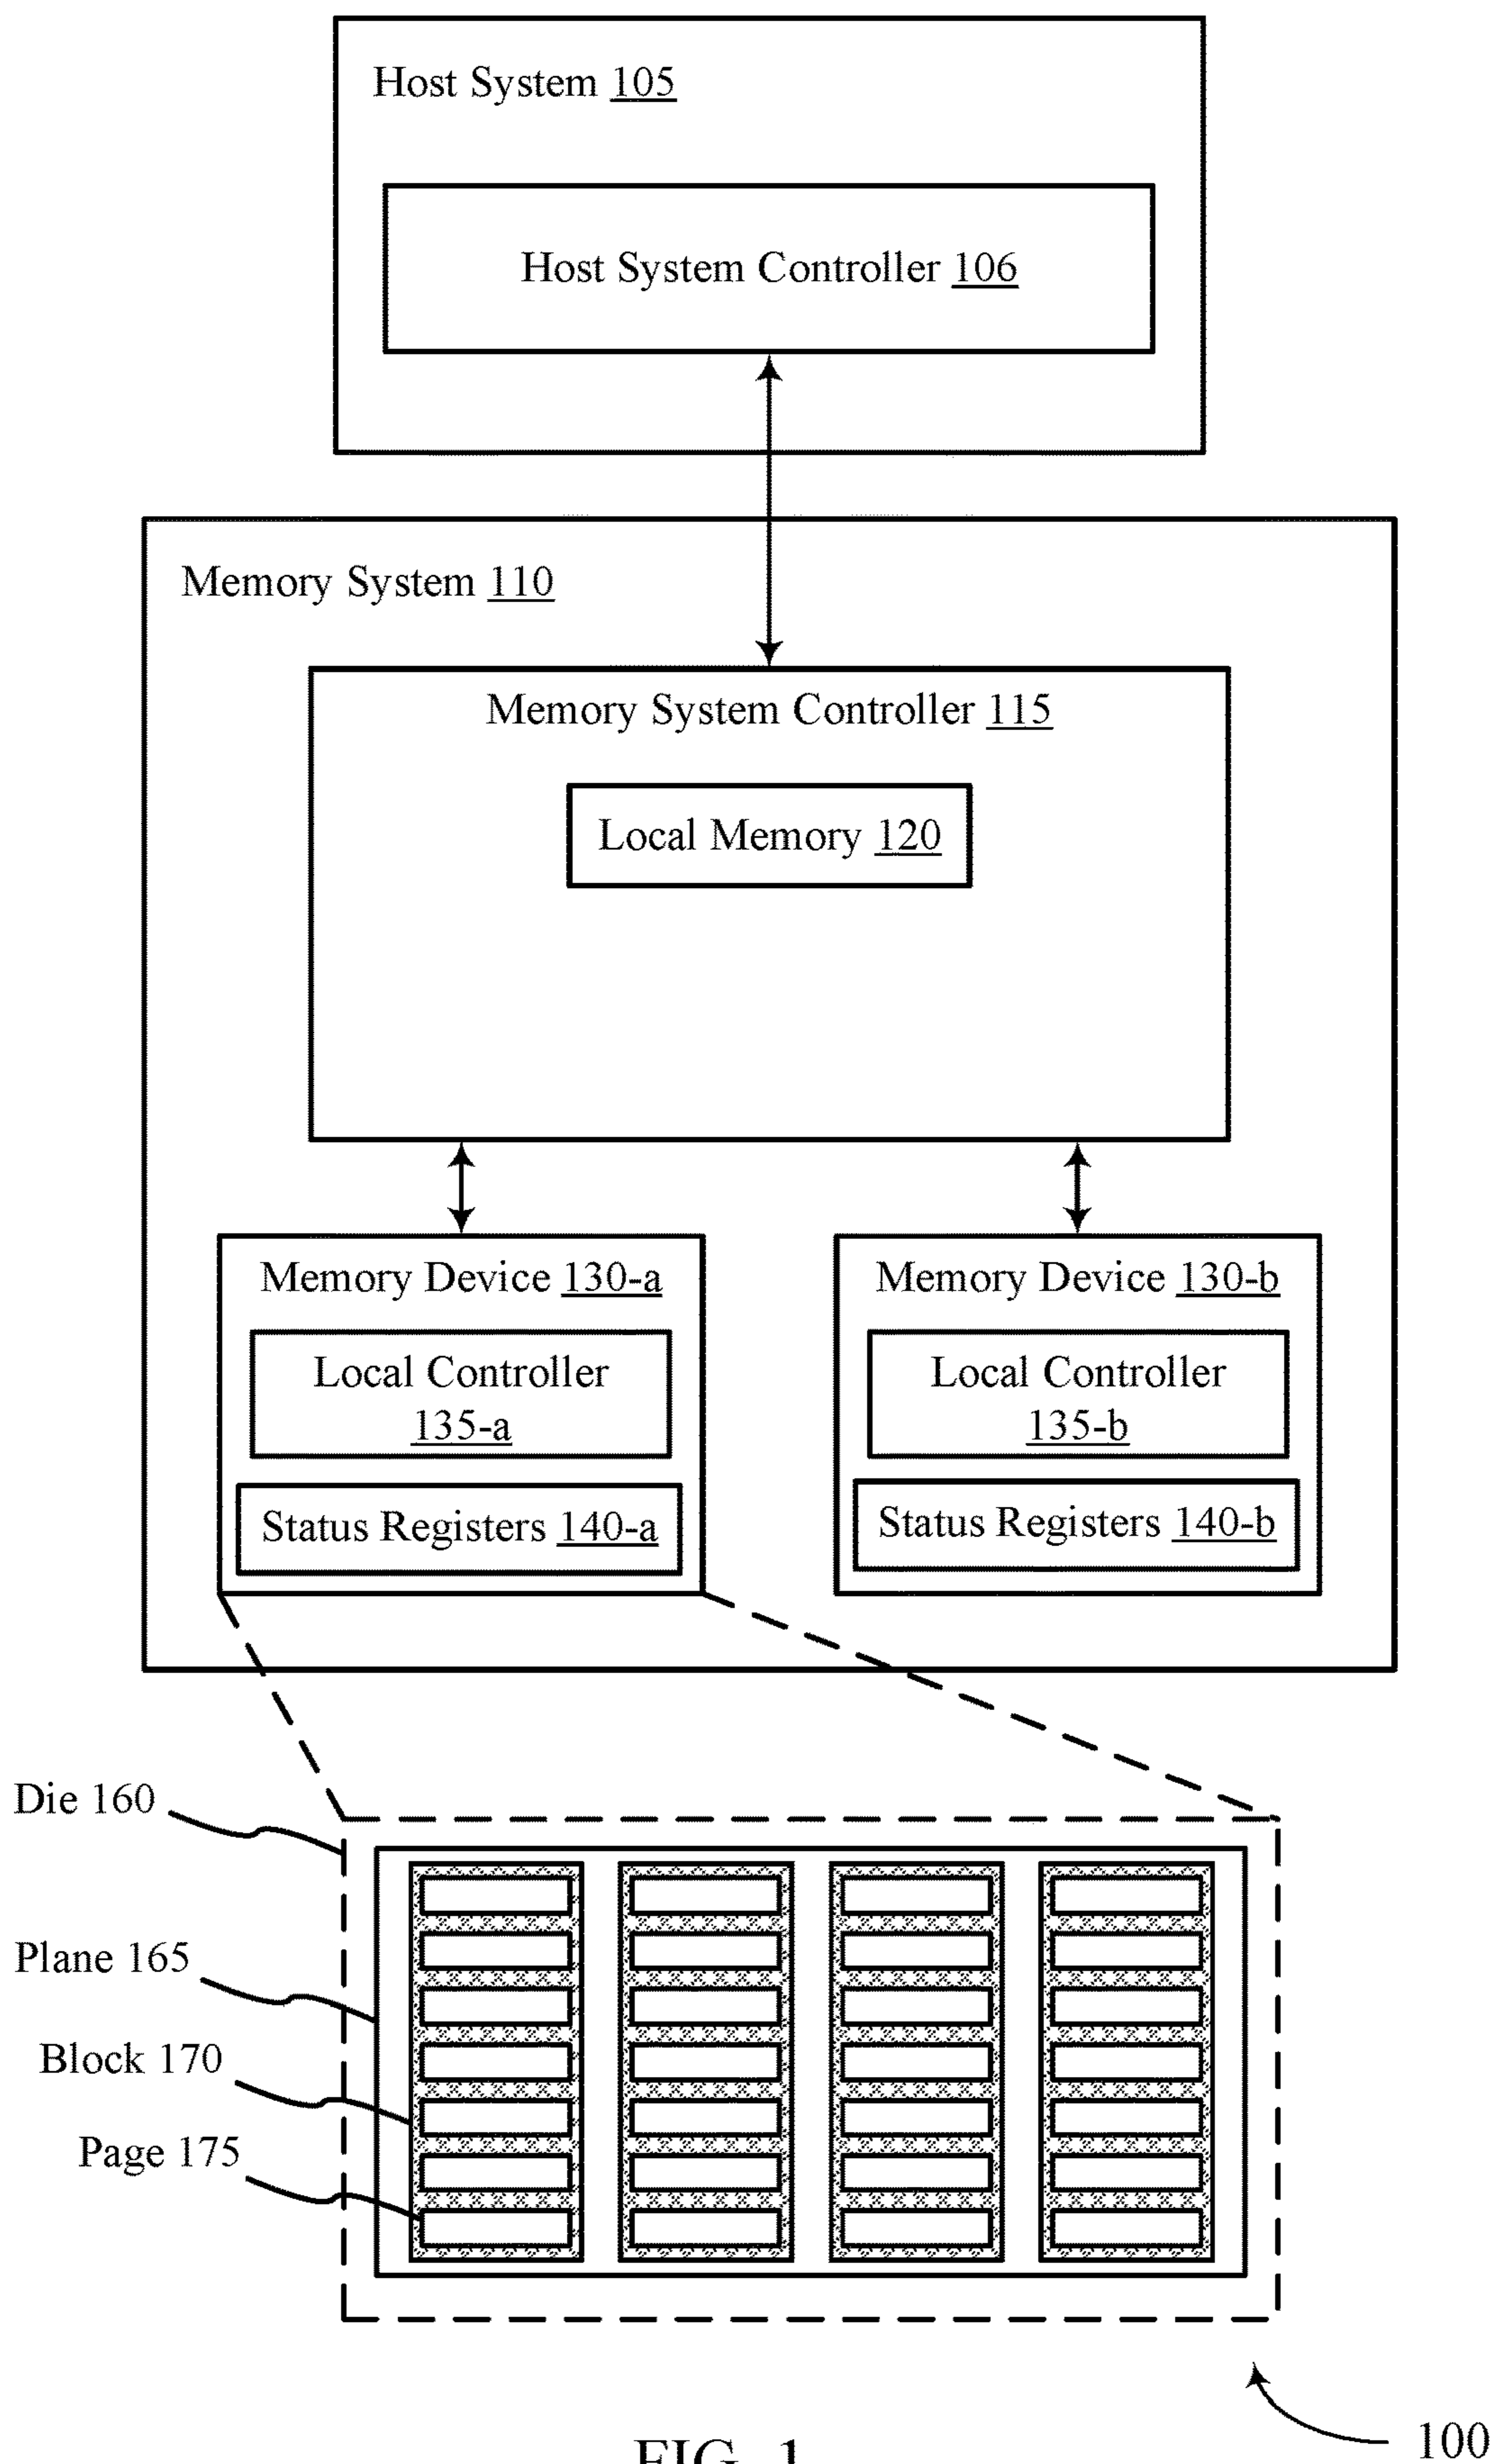 Host System 105
Host System Controller 106
Memory System 110
Memory System Controller 115
Local Memory 120
Memory Device 130-a
Local Controller
135-a
Status Registers 140-a
Memory Device 130-b
Local Controller
135-b
Status Registers 140-b
Die 160
Plane 165
Block 170
Page 175
100
FIG. 1